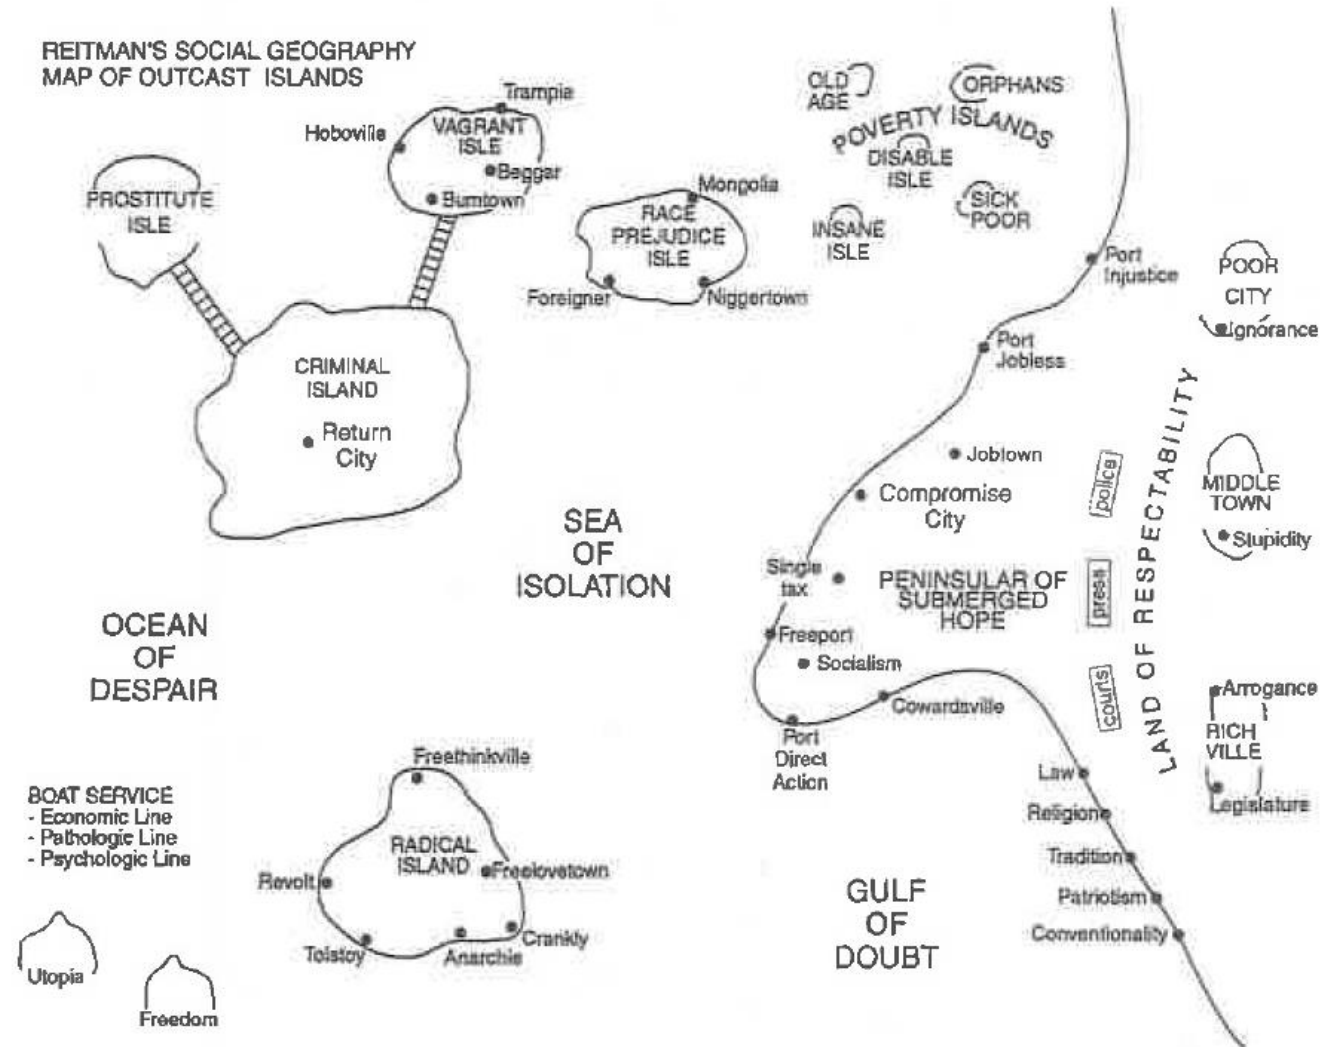 REITMAN'S SOCIAL GEOGRAPHY
MAP OF OUTCAST ISLANDS
Trampie
Hoboville
VAGRANT
ISLE
Beggar
Bumtown
PROSTITUTE
ISLE
Mongolia
RACE
PREJUDICE
ISLE
Foreigner
Niggertown
OLD
AGE
ORPHANS
POVERTY ISLANDS
DISABLE
ISLE
SICK
POOR
INSANE
ISLE
Port
Injustice
POOR
CITY
Ignorance
Port
Jobless
CRIMINAL
ISLAND
Return
City
Jobtown
Compromise
City
police
LAND OF RESPECTABILITY
MIDDLE
TOWN
Stupidity
SEA
OF
ISOLATION
Single
tax
PENINSULAR OF
SUBMERGED
HOPE
press
OCEAN
OF
DESPAIR
Freeport
Socialism
Cowardsville
courts
Arrogance
RICH
VILLE
Legislature
Port
Direct
Action
Law
Religion
Tradition
Patriotism
Conventionality
Freethinkville
BOAT SERVICE
- Economic Line
- Pathologic Line
- Psychologic Line
RADICAL
ISLAND
Freelovetown
Revolt
Tolstoy
Anarchie
Crankly
GULF
OF
DOUBT
Utopia
Freedom